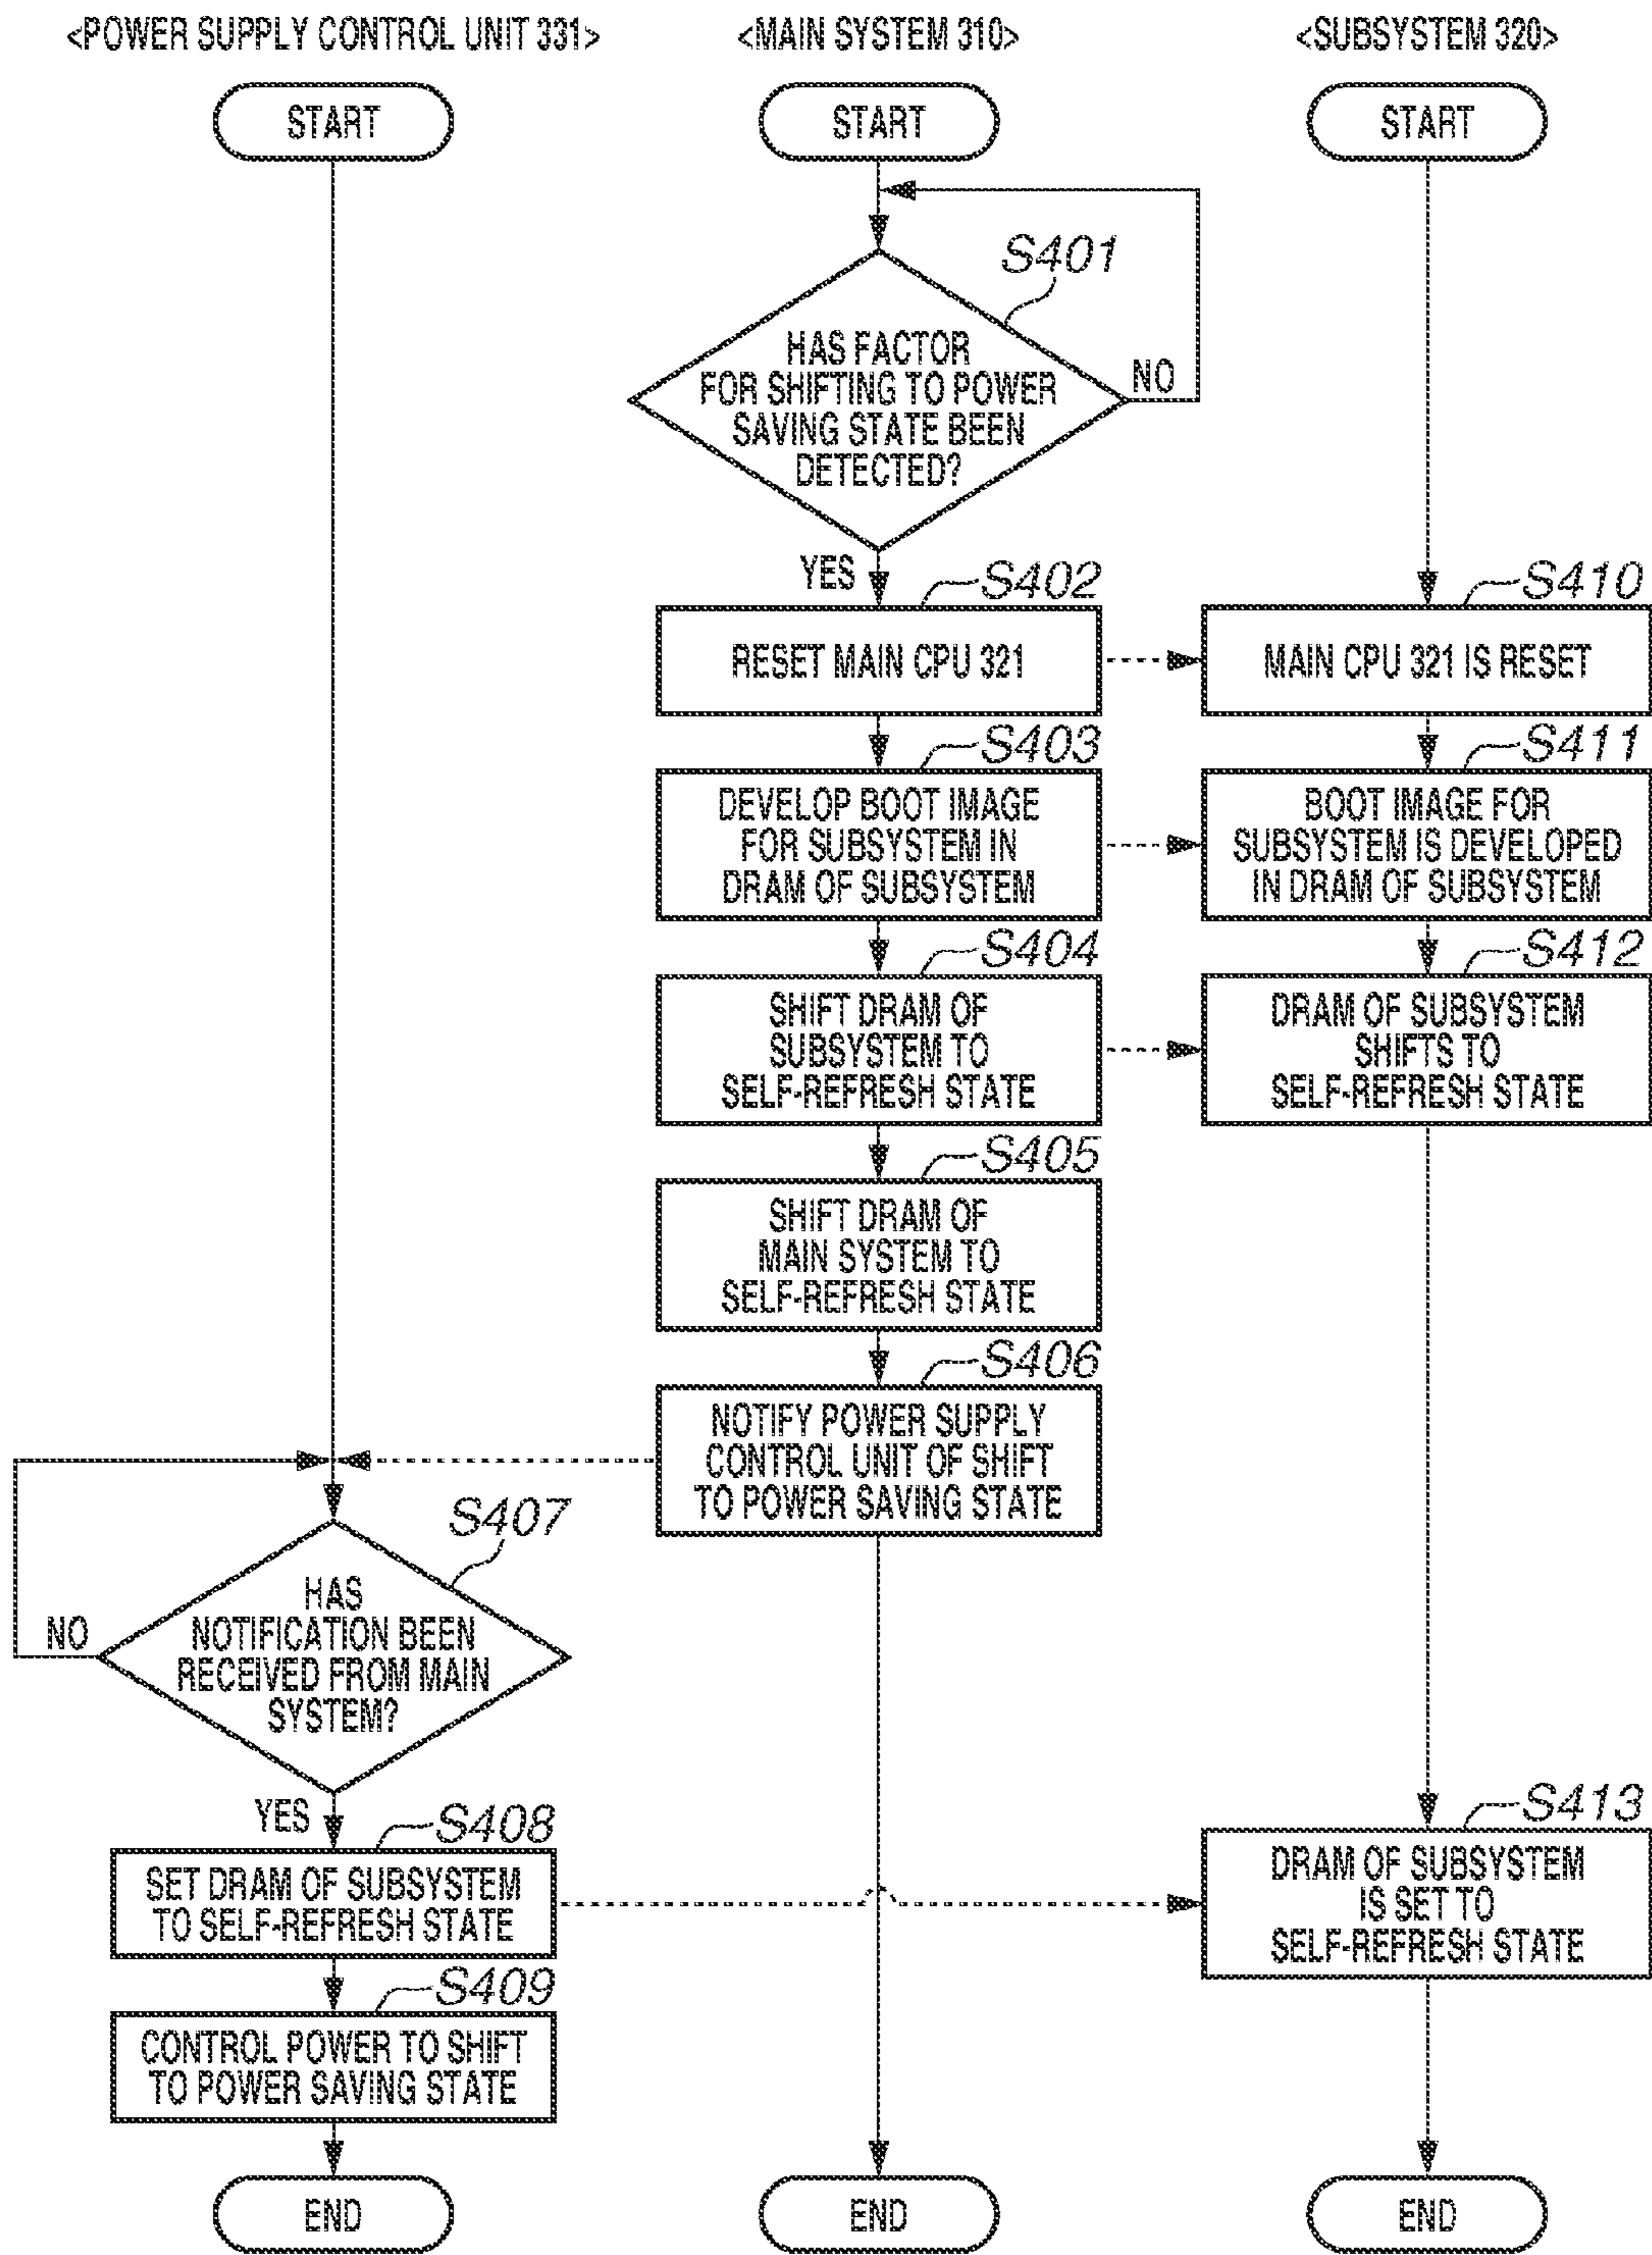 <POWER SUPPLY CONTROL UNIT 331>
<MAIN SYSTEM 310>
<SUBSYSTEM 320>
START
START
START
S401
HAS FACTOR
FOR SHIFTING TO POWER
SAVING STATE BEEN
DETECTED?
NO
YES
S402
RESET MAIN CPU 321
S410
MAIN CPU 321 IS RESET
S403
DEVELOP BOOT IMAGE
FOR SUBSYSTEM IN
DRAM OF SUBSYSTEM
S411
BOOT IMAGE FOR
SUBSYSTEM IS DEVELOPED
IN DRAM OF SUBSYSTEM
S404
SHIFT DRAM OF
SUBSYSTEM TO
SELF-REFRESH STATE
S412
DRAM OF SUBSYSTEM
SHIFTS TO
SELF-REFRESH STATE
S405
SHIFT DRAM OF
MAIN SYSTEM TO
SELF-REFRESH STATE
S406
NOTIFY POWER SUPPLY
CONTROL UNIT OF SHIFT
TO POWER SAVING STATE
S407
HAS
NOTIFICATION BEEN
RECEIVED FROM MAIN
SYSTEM?
NO
YES
S408
SET DRAM OF SUBSYSTEM
TO SELF-REFRESH STATE
S413
DRAM OF SUBSYSTEM
IS SET TO
SELF-REFRESH STATE
S409
CONTROL POWER TO SHIFT
TO POWER SAVING STATE
END
END
END